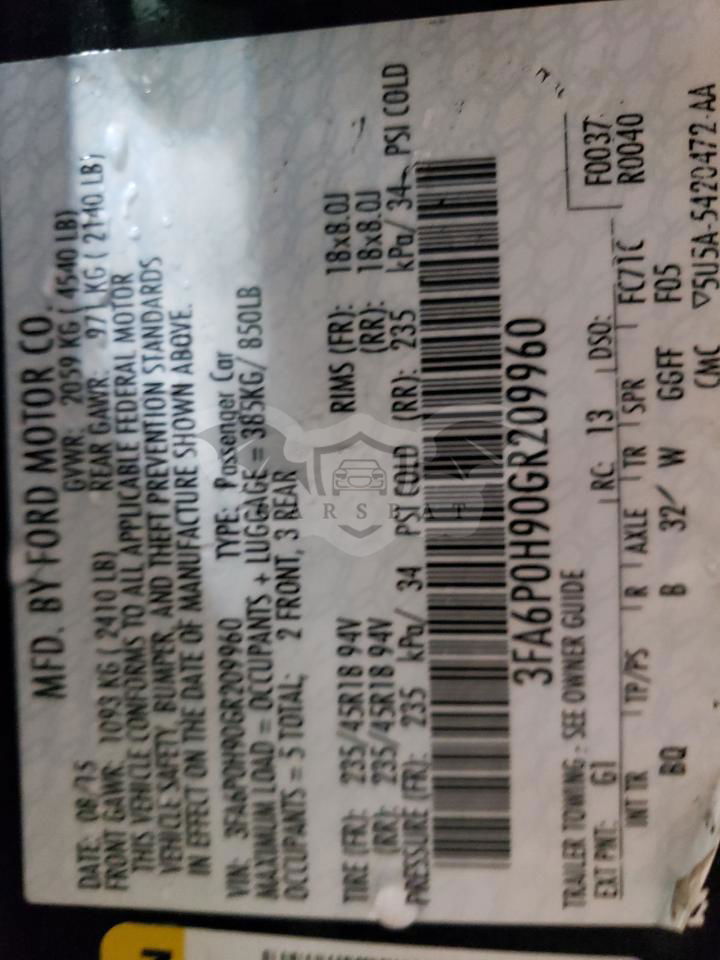 MFD. BY FORD MOTOR CO.
DATE: 08/15 GVWR: 2059 KG ( 4540 LB)
FRONT GAWR: 1093 KG ( 2410 LB) REAR GAWR: 971 KG ( 2140 LB)
THIS VEHICLE CONFORMS TO ALL APPLICABLE FEDERAL MOTOR
VEHICLE SAFETY, BUMPER, AND THEFT PREVENTION STANDARDS
IN EFFECT ON THE DATE OF MANUFACTURE SHOWN ABOVE.
VIN: 3FA6P0H90GR209960 TYPE: Passenger Car
MAXIMUM LOAD = OCCUPANTS + LUGGAGE = 385KG/ 850LB
OCCUPANTS = 5 TOTAL: 2 FRONT, 3 REAR
TIRE (FR): 235/45R18 94V RIMS (FR): 18x8.0J
(RR): 235/45R18 94V (RR): 18x8.0J
PRESSURE (FR): 235 kPa/ 34 PSI COLD (RR): 235 kPa/ 34 PSI COLD
3FA6P0H90GR209960
TRAILER TOWING : SEE OWNER GUIDE F0037
EXT PNT: G1 RC: 13 DSO: R0040
INT TR TP/PS R AXLE TR SPR FC71C
BQ B 32 W GGFF F05
CMC ▽5U5A-5420472-AA